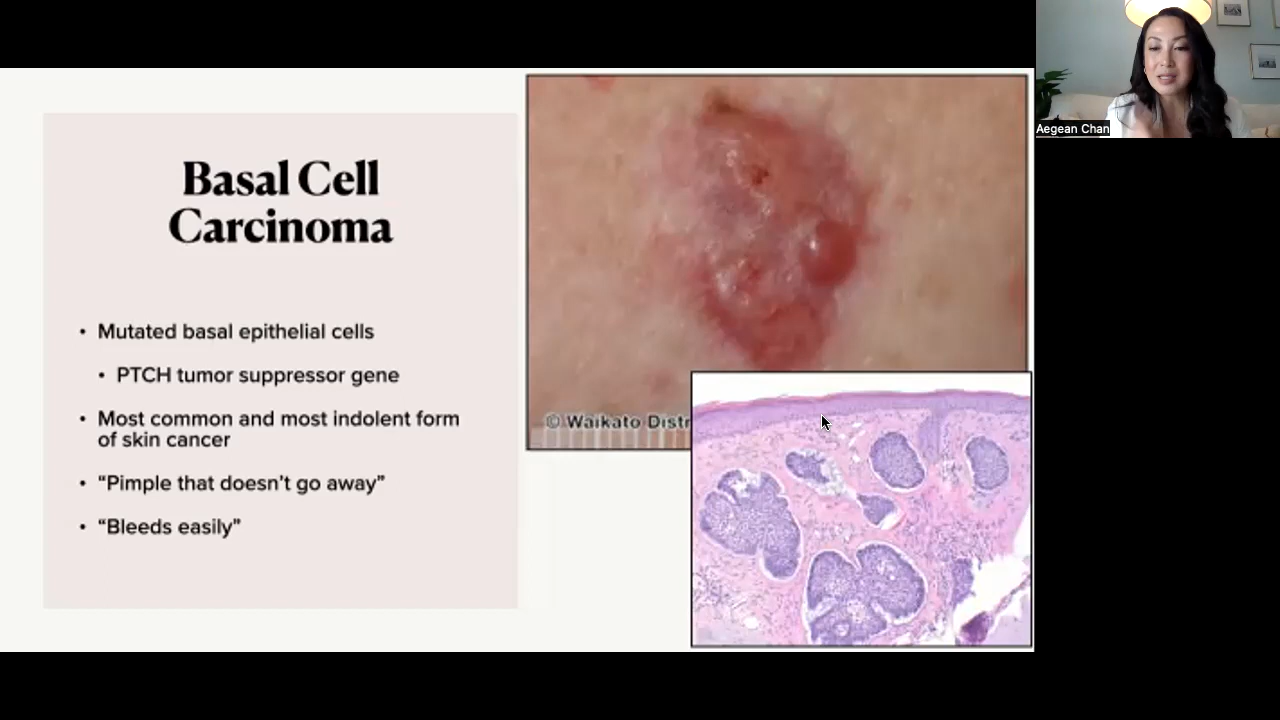 Basal Cell
Carcinoma
• Mutated basal epithelial cells
• PTCH tumor suppressor gene
• Most common and most indolent form
of skin cancer
• “Pimple that doesn’t go away”
• “Bleeds easily”
© Waikato Distr
Aegean Chan